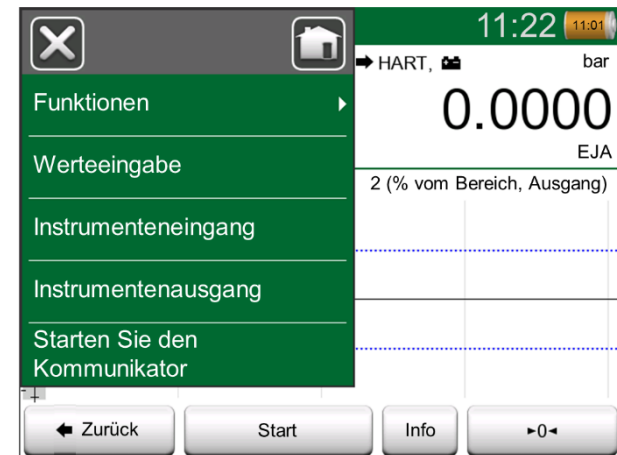 11:22 11:01
➡ HART, bar
Funktionen
0.0000
EJA
Werteeingabe
2 (% vom Bereich, Ausgang)
Instrumenteneingang
Instrumentenausgang
Starten Sie den
Kommunikator
Zurück Start Info ►0◄